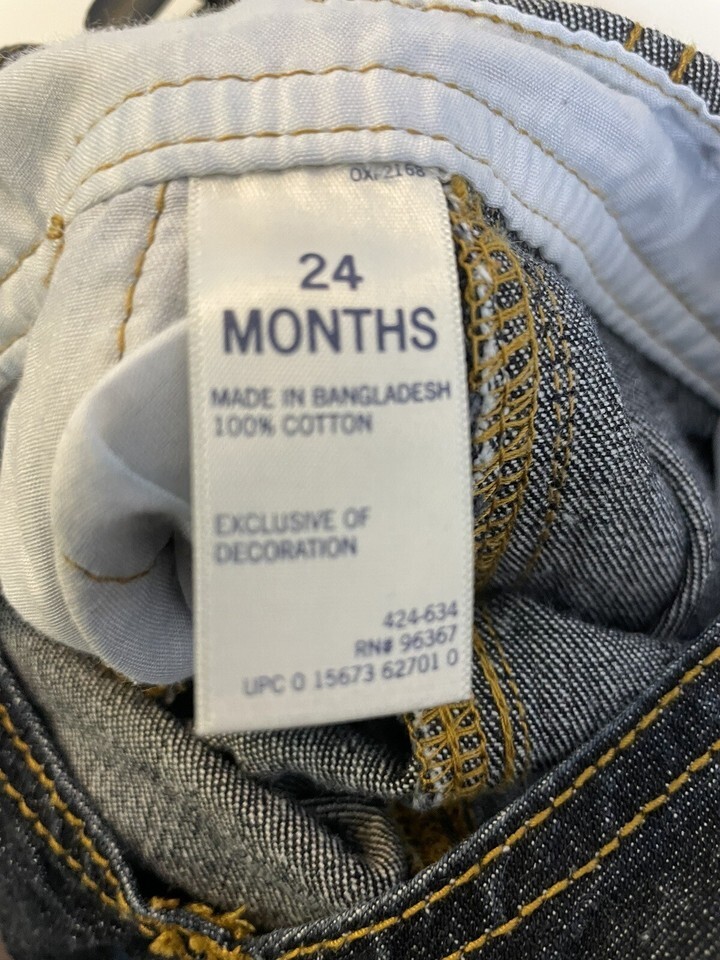 24
MONTHS
MADE IN BANGLADESH
100% COTTON
EXCLUSIVE OF
DECORATION
424-634
RN# 96367
UPC 0 15673 62701 0